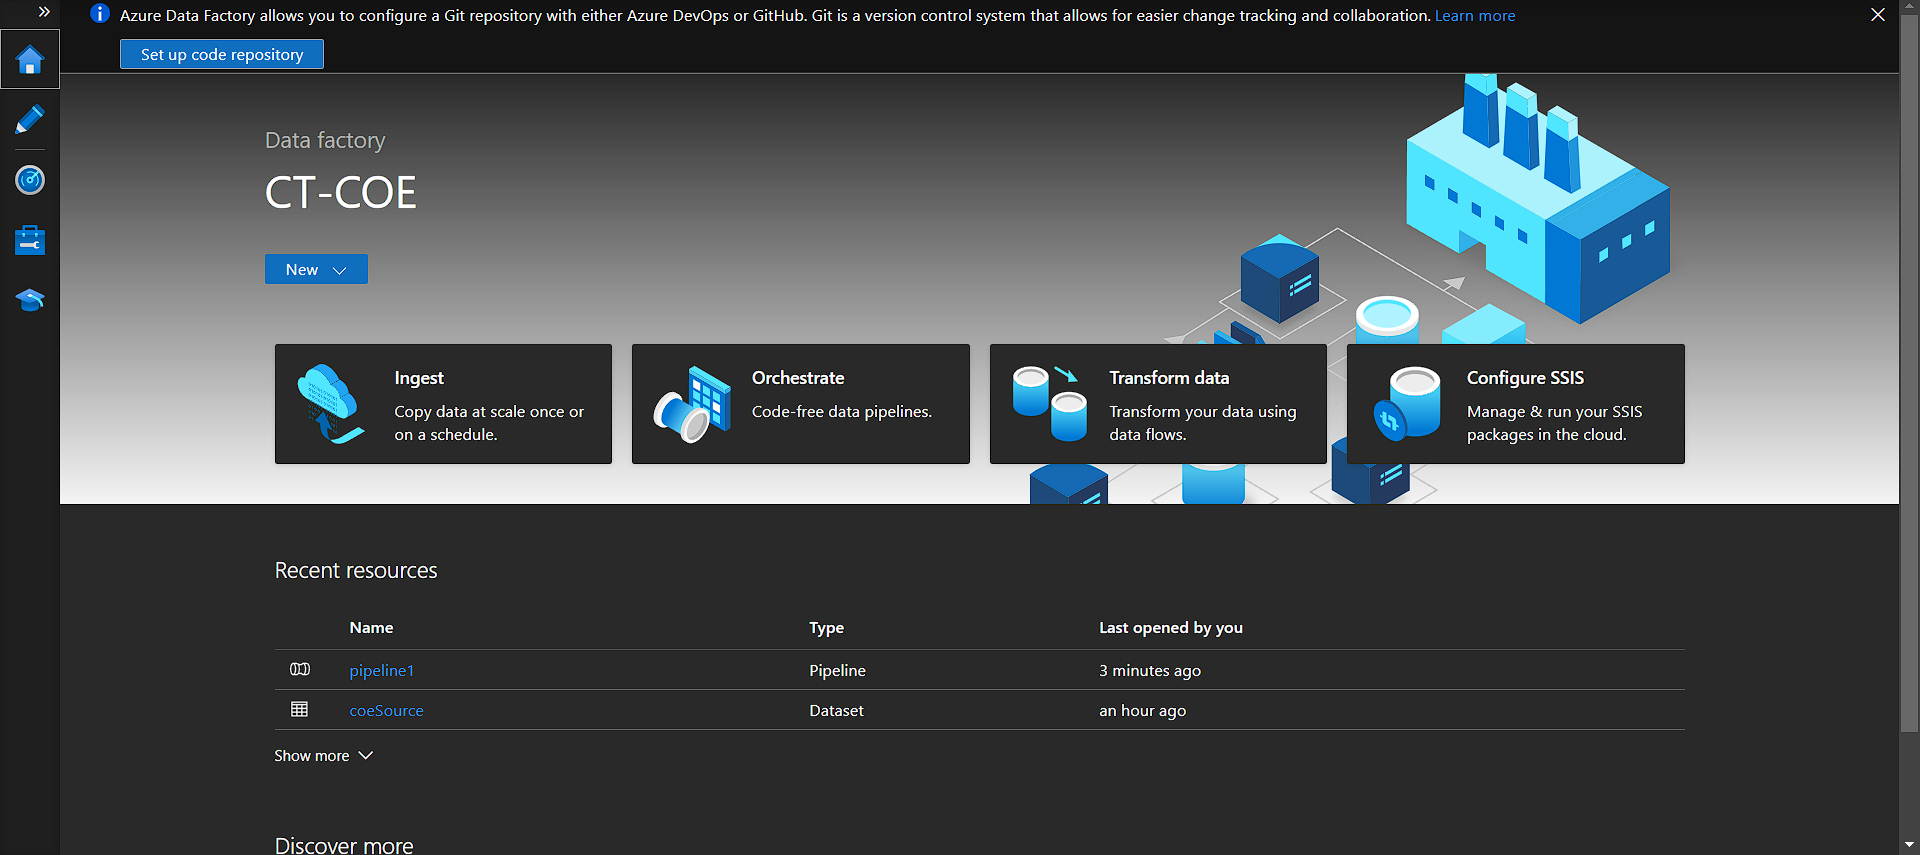 Azure Data Factory allows you to configure a Git repository with either Azure DevOps or GitHub. Git is a version control system that allows for easier change tracking and collaboration. Learn more
Set up code repository
Data factory
CT-COE
New
Ingest
Copy data at scale once or
on a schedule.
Orchestrate
Code-free data pipelines.
Transform data
Transform your data using
data flows.
Configure SSIS
Manage & run your SSIS
packages in the cloud.
Recent resources
Name Type Last opened by you
pipeline1 Pipeline 3 minutes ago
coeSource Dataset an hour ago
Show more
Discover more